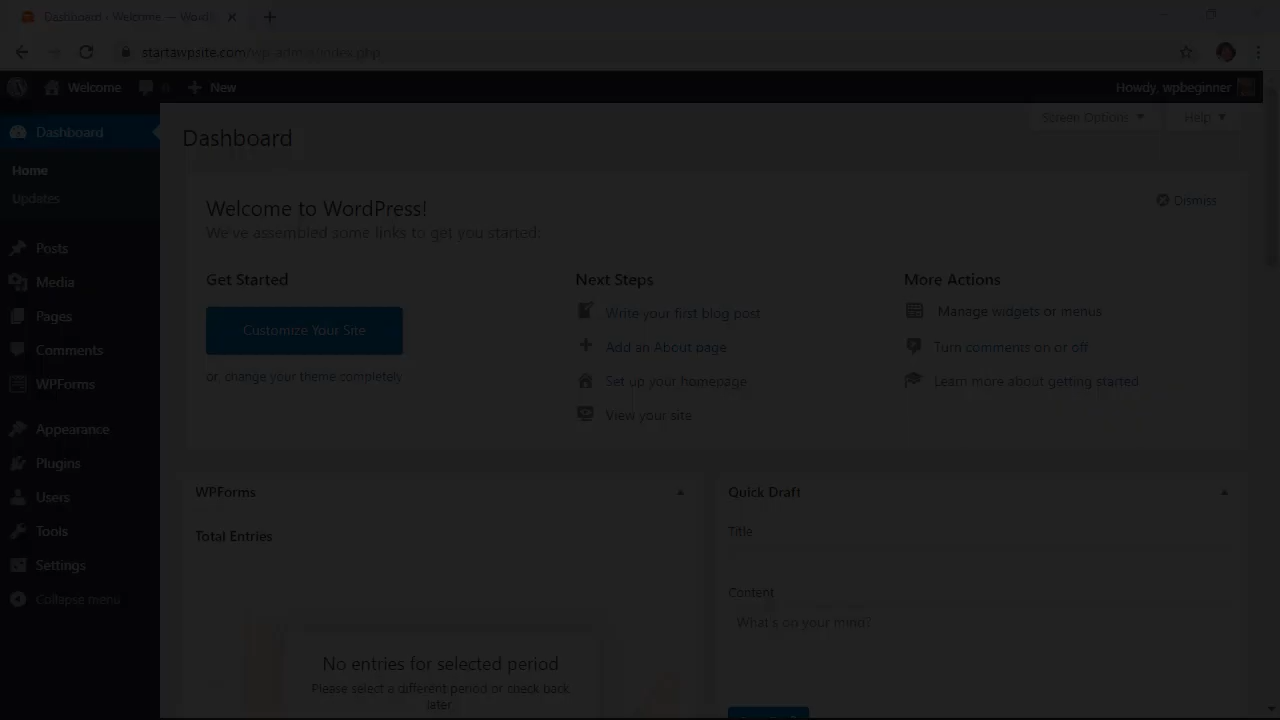 Dashboard ‹ Welcome — Word
startawpsite.com/wp-admin/index.php
Welcome
0
New
Howdy, wpbeginner
Dashboard
Home
Updates
Posts
Media
Pages
Comments
WPForms
Appearance
Plugins
Users
Tools
Settings
Collapse menu
Dashboard
Screen Options
Help
Welcome to WordPress!
We've assembled some links to get you started:
Dismiss
Get Started
Customize Your Site
or, change your theme completely
Next Steps
Write your first blog post
Add an About page
Set up your homepage
View your site
More Actions
Manage widgets or menus
Turn comments on or off
Learn more about getting started
WPForms
Total Entries
No entries for selected period
Please select a different period or check back
later
Quick Draft
Title
Content
What's on your mind?